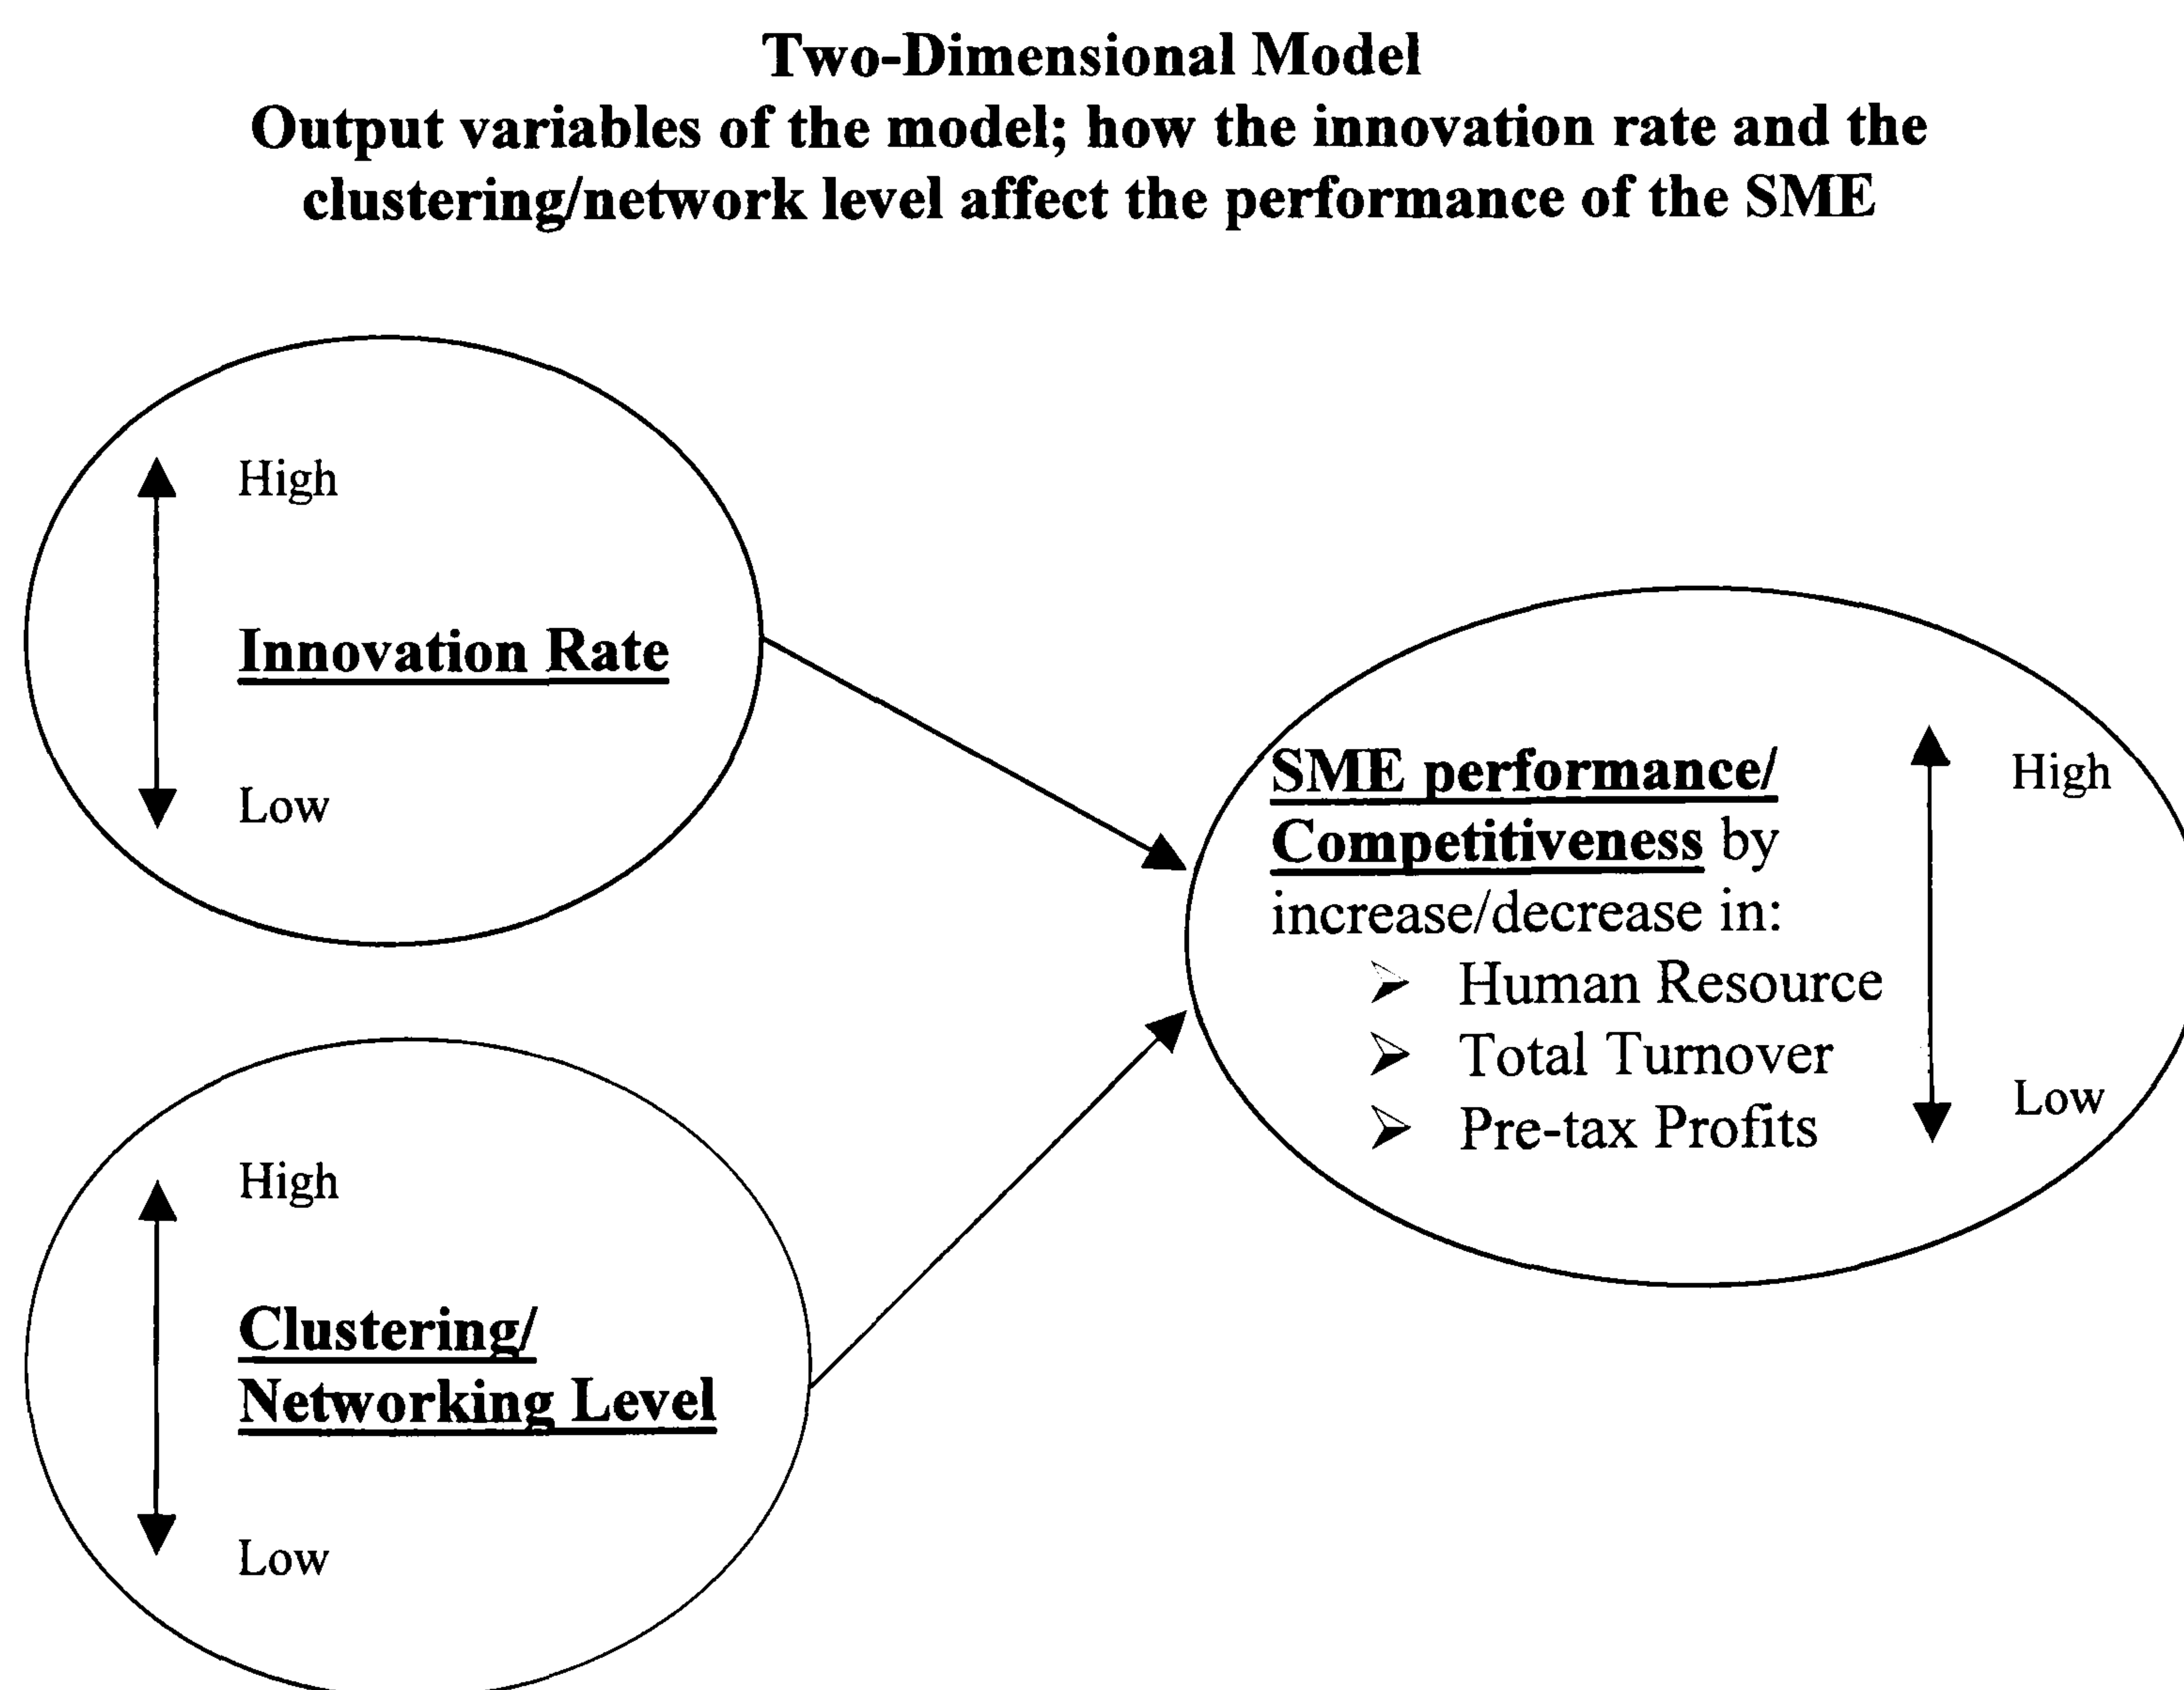 Two-Dimensional Model
Output variables of the model; how the innovation rate and the
clustering/network level affect the performance of the SME
High
Innovation Rate
Low
SME performance/
Competitiveness by
increase/decrease in:
Human Resource
Total Turnover
Pre-tax Profits
High
Low
High
Clustering/
Networking Level
Low